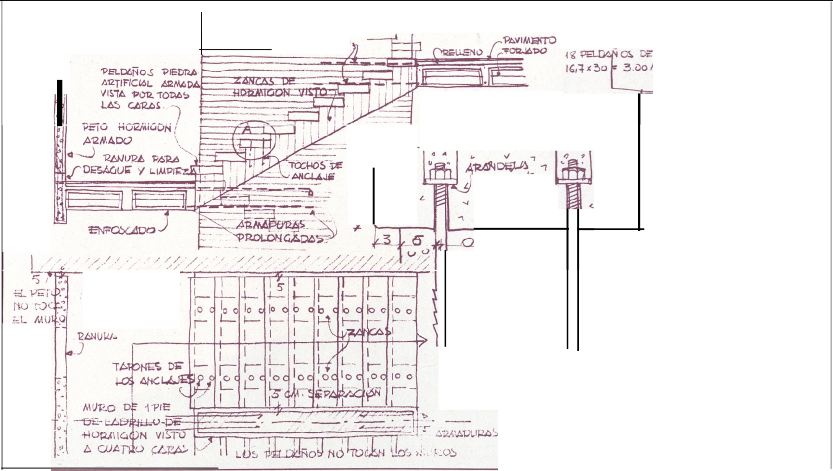 PAVIMENTO
FORJADO
RELLENO
18 PELDAÑOS DE
16,7x30 = 3.00
PELDAÑOS PIEDRA
ARTIFICIAL ARMADA
VISTA POR TODAS
LAS CARAS.
ZANCAS DE
HORMIGON VISTO
PETO HORMIGON
ARMADO
A
RANURA PARA
DESAGUE Y LIMPIEZA
TOCHOS DE
ANCLAJE
ARANDELA
ENFOSCADO
ARMADURAS
PROLONGADAS
3 6
5
EL PETO
NO TOCA
EL MURO
5
RANURA
ZANCAS
TAPONES DE
LOS ANCLAJES
5 CM. SEPARACION
MURO DE 1 PIE
DE LADRILLO DE
HORMIGON VISTO
A CUATRO CARAS
ARMADURAS
LOS PELDAÑOS NO TOCAN LOS MUROS